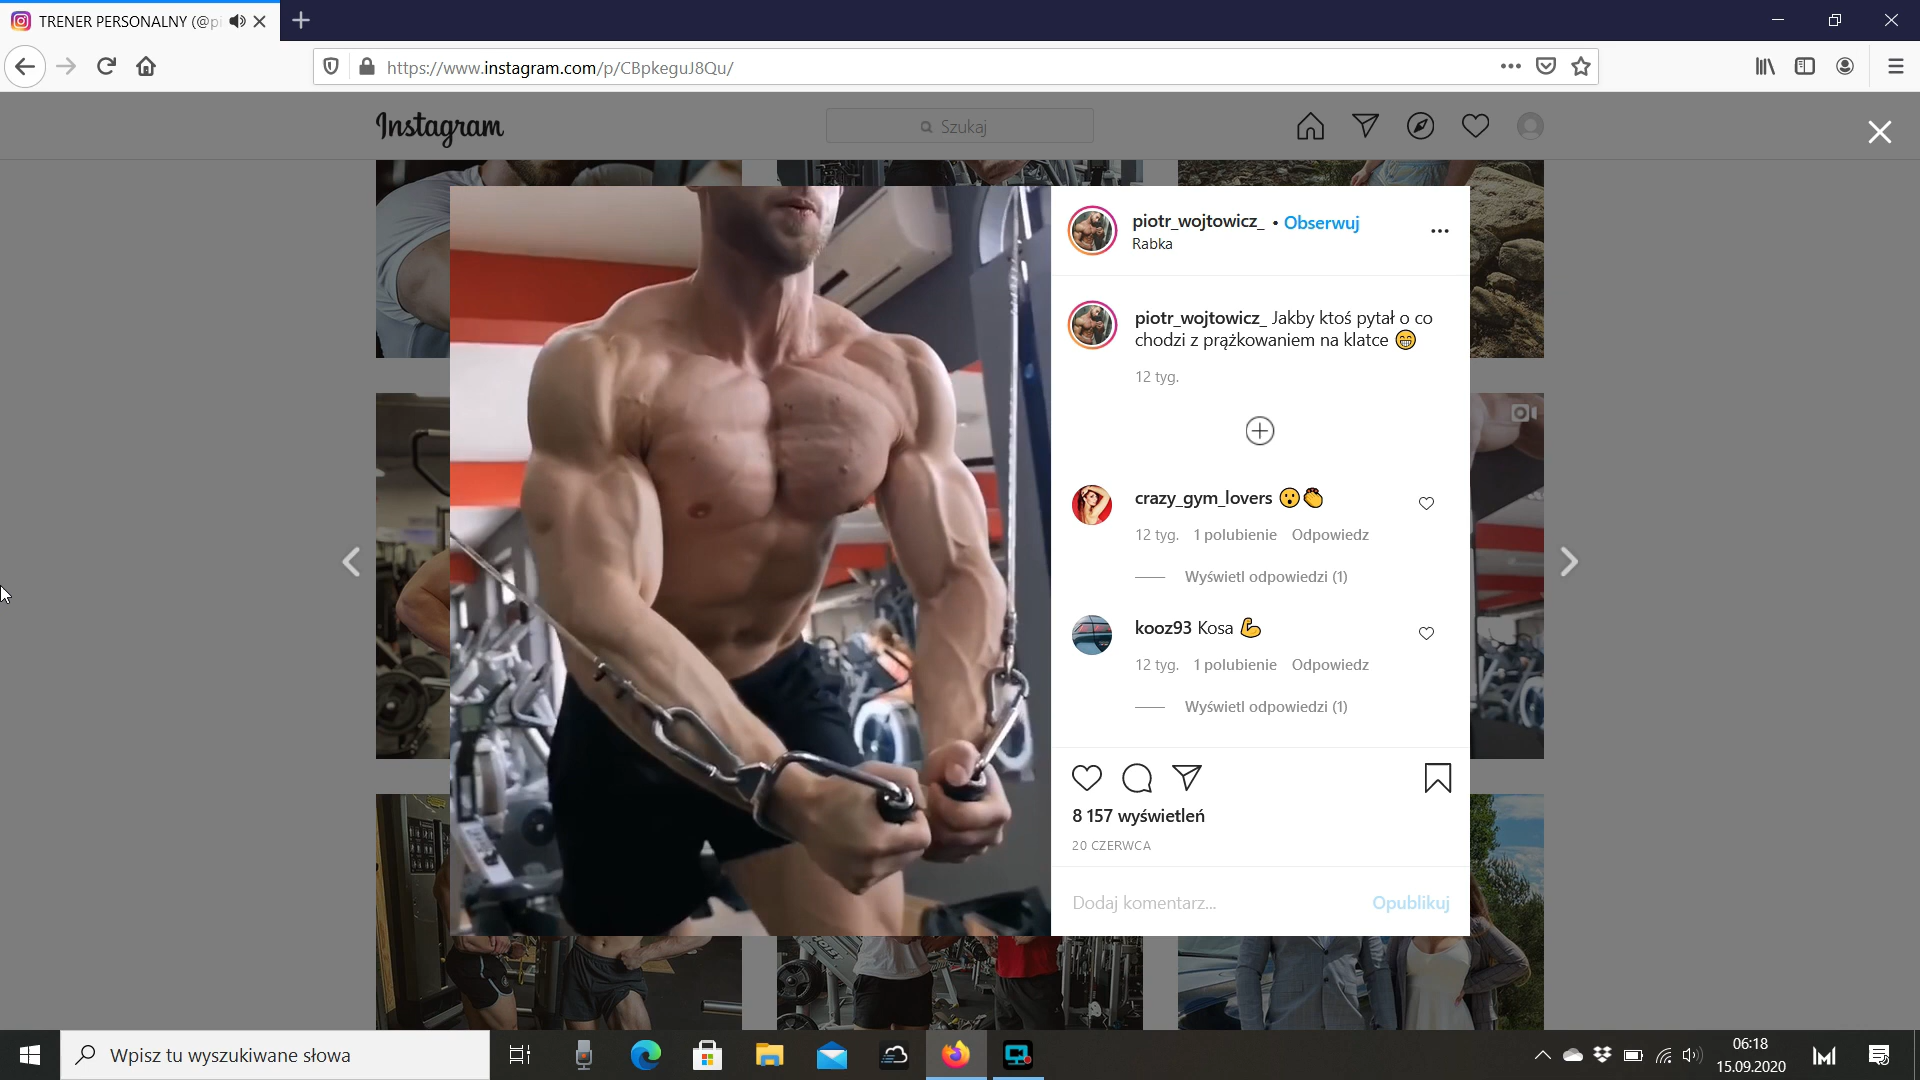 TRENER PERSONALNY (@pi
https://www.instagram.com/p/CBpkeguJ8Qu/
Instagram
Szukaj
piotr_wojtowicz_ • Obserwuj
Rabka
piotr_wojtowicz_ Jakby ktoś pytał o co
chodzi z prążkowaniem na klatce 😁
12 tyg.
crazy_gym_lovers 😮👏
12 tyg. 1 polubienie Odpowiedz
Wyświetl odpowiedzi (1)
kooz93 Kosa 💪
12 tyg. 1 polubienie Odpowiedz
Wyświetl odpowiedzi (1)
8 157 wyświetleń
20 CZERWCA
Dodaj komentarz... Opublikuj
Wpisz tu wyszukiwane słowa
06:18
15.09.2020